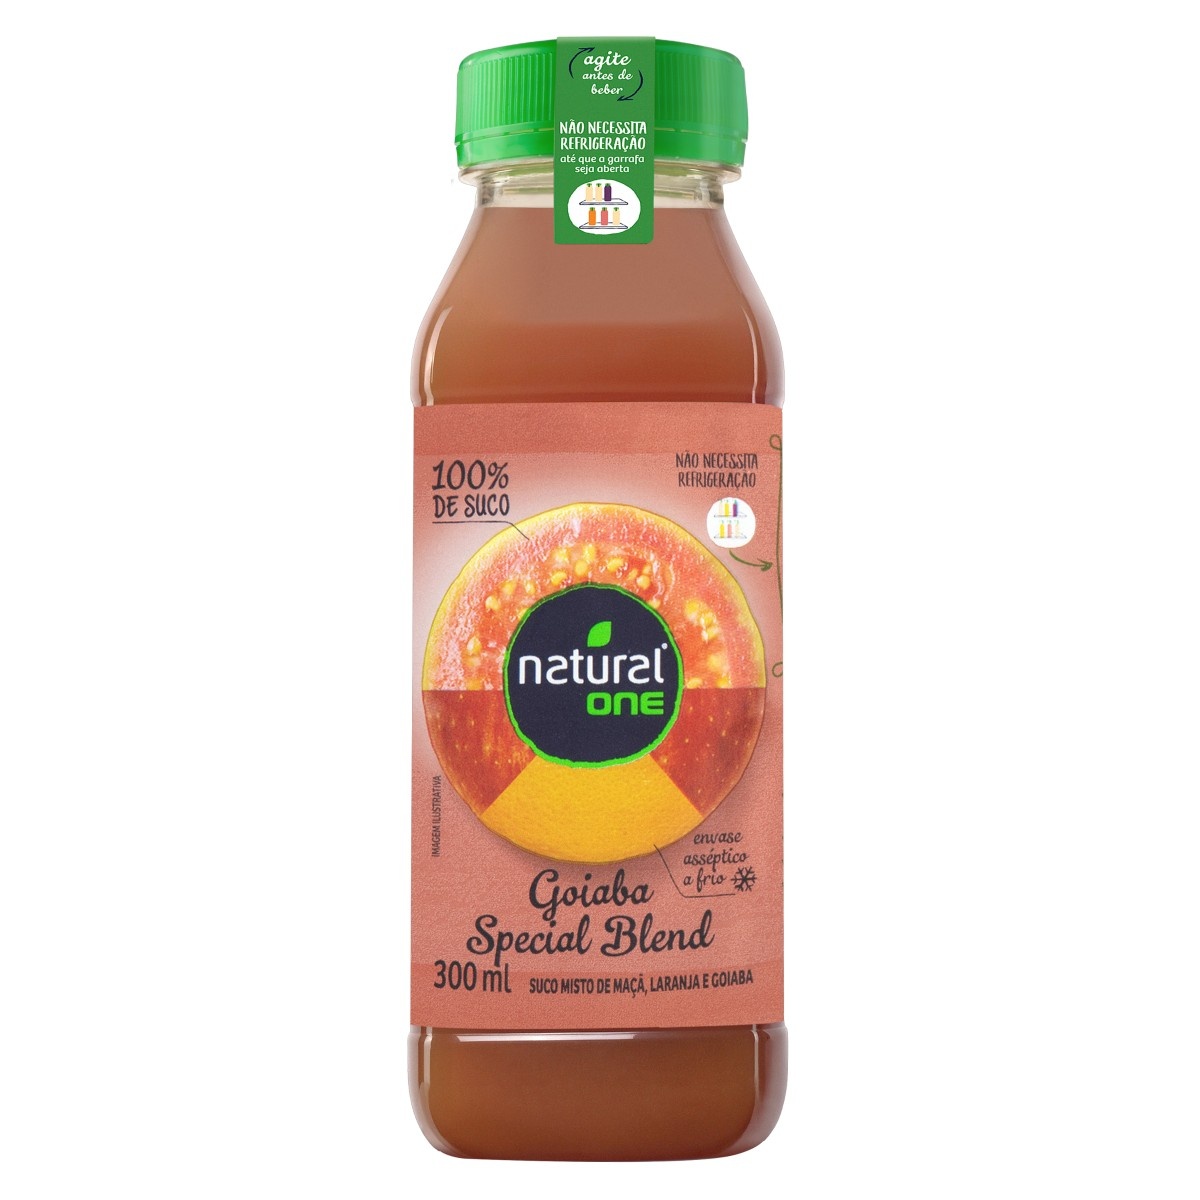 agite
antes de
beber
NÃO NECESSITA
REFRIGERAÇÃO
até que a garrafa
seja aberta
100%
DE SUCO
NÃO NECESSITA
REFRIGERAÇÃO
natural®
ONE
IMAGEM ILUSTRATIVA
envase
asséptico
a frio
Goiaba
Special Blend
300 ml
SUCO MISTO DE MAÇÃ, LARANJA E GOIABA